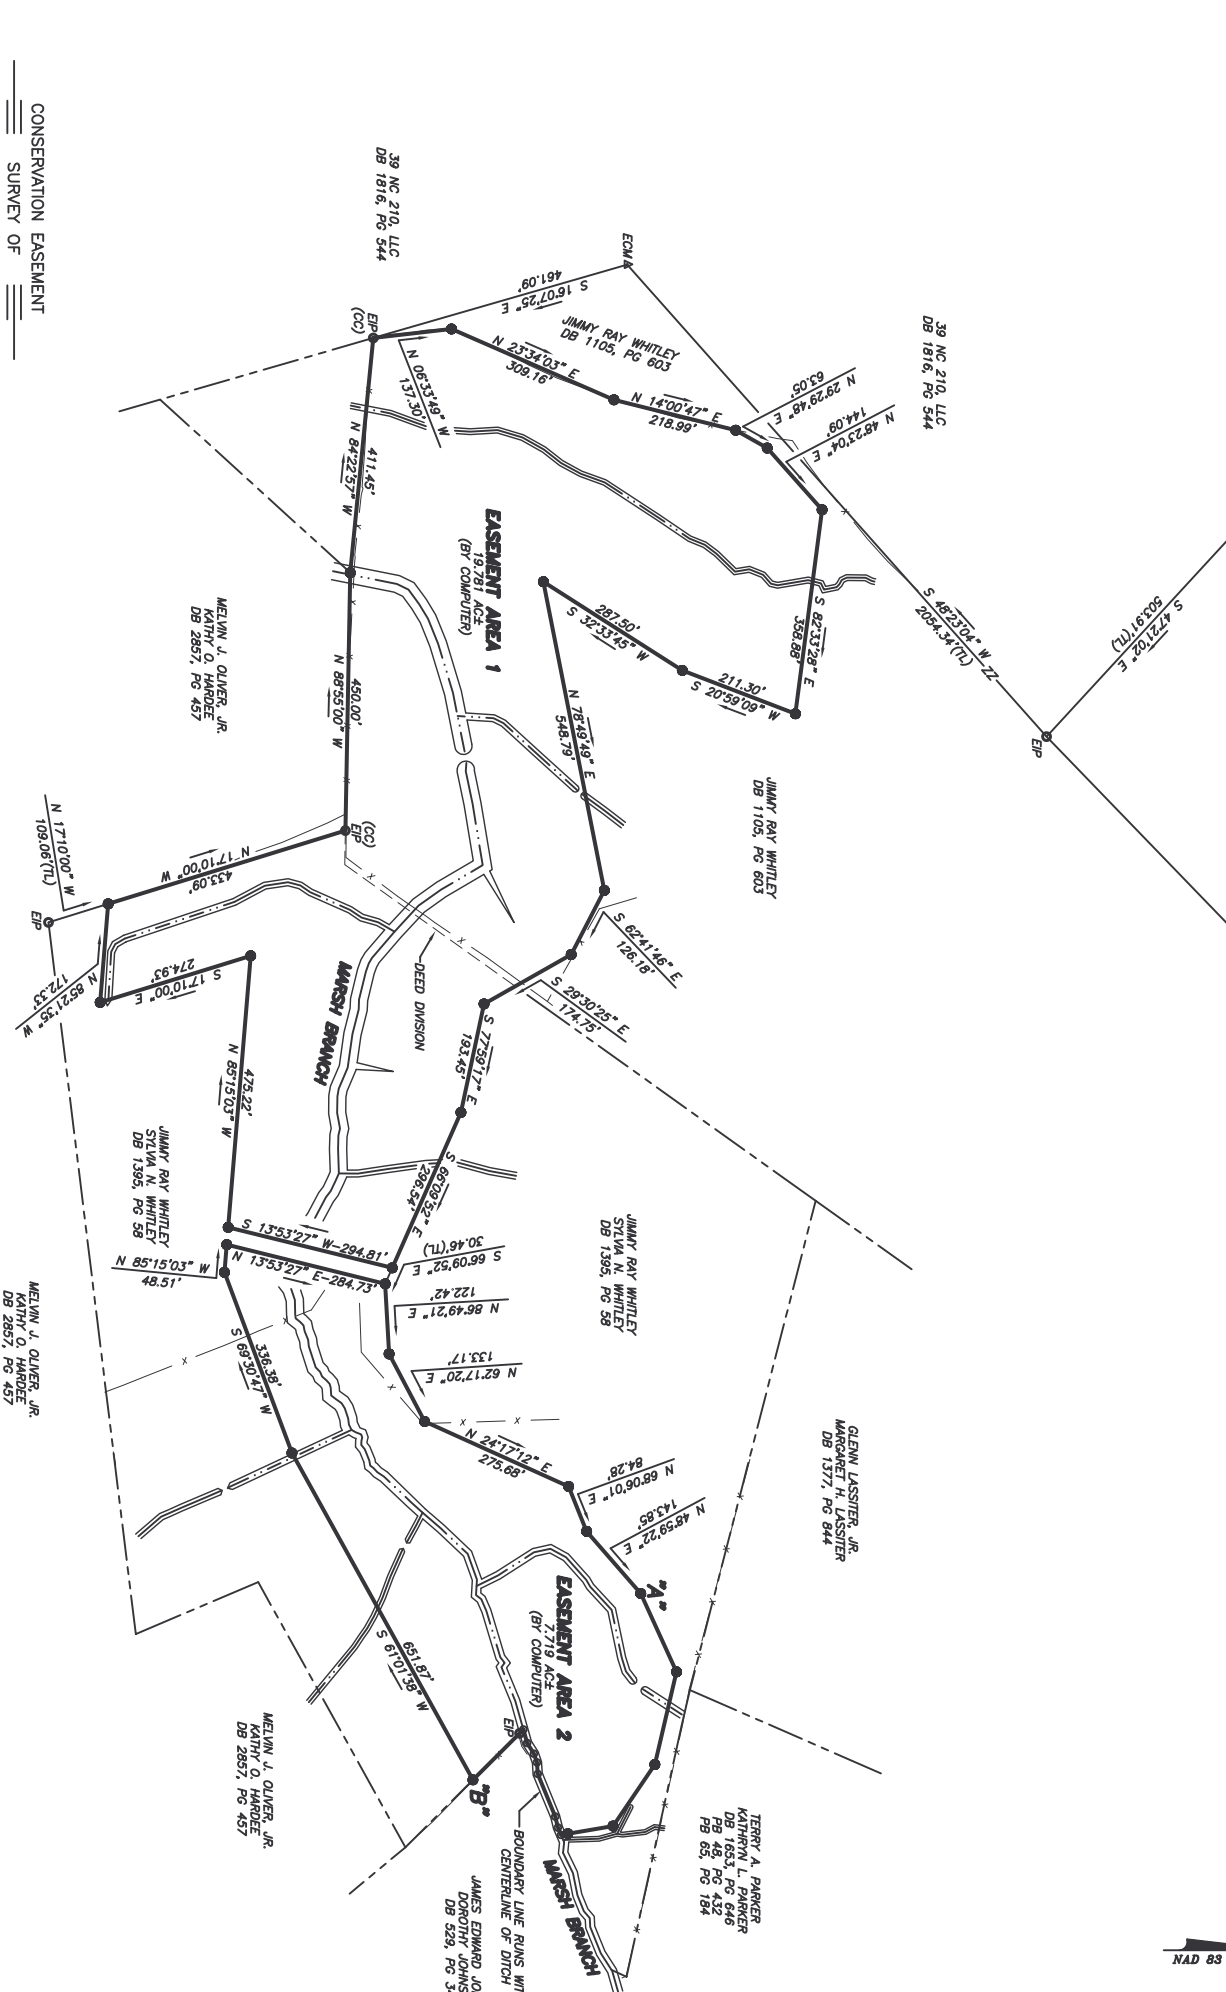 CONSERVATION EASEMENT
SURVEY OF
39 NC 210, LLC
DB 1816, PG 544
ECM
S 16°07'25" E
461.09'
JIMMY RAY WHITLEY
DB 1105, PG 603
39 NC 210, LLC
DB 1816, PG 544
EIP
(CC)
N 06°33'49" W
137.30'
N 23°34'03" E
309.16'
N 14°00'47" E
218.99'
N 29°29'48" E
63.05'
N 48°23'04" E
144.09'
S 82°33'28" E
358.88'
S 48°23'04" W
2054.34'(TL)
ZZ
S 47°21'02" E
503.91'(TL)
EIP
411.45'
N 84°22'57" W
EASEMENT AREA 1
19.781 AC±
(BY COMPUTER)
287.50'
S 32°33'45" W
211.30'
S 20°59'09" W
MELVIN J. OLIVER, JR.
KATHY O. HARDEE
DB 2857, PG 457
450.00'
N 88°55'00" W
N 78°49'49" E
548.79'
JIMMY RAY WHITLEY
DB 1105, PG 603
(CC)
EIP
N 17°10'00" W
109.06'(TL)
N 17°10'00" W
433.09'
EIP
S 62°41'46" E
126.18'
N 85°21'35" W
172.33'
S 17°10'00" E
274.93'
MARSH BRANCH
DEED DIVISION
S 29°30'25" E
174.75'
S 77°59'17" E
193.45'
475.22'
N 85°15'03" W
JIMMY RAY WHITLEY
SYLVIA N. WHITLEY
DB 1395, PG 58
S 66°09'52" E
296.54'
JIMMY RAY WHITLEY
SYLVIA N. WHITLEY
DB 1395, PG 58
S 13°53'27" W-294.81'
N 13°53'27" E-284.73'
N 85°15'03" W
48.51'
S 66°09'52" E
30.46'(TL)
N 86°49'21" E
122.42'
N 62°17'20" E
133.17'
MELVIN J. OLIVER, JR.
KATHY O. HARDEE
DB 2857, PG 457
336.38'
S 69°30'47" W
N 24°17'12" E
275.68'
N 68°06'01" E
84.28'
N 48°59'22" E
143.85'
GLENN LASSITER, JR.
MARGARET H. LASSITER
DB 1377, PG 844
"A"
EASEMENT AREA 2
7.719 AC±
(BY COMPUTER)
651.87'
S 61°01'38" W
EIP
"B"
MELVIN J. OLIVER, JR.
KATHY O. HARDEE
DB 2857, PG 457
TERRY A. PARKER
KATHRYN L. PARKER
DB 1653, PG 646
PB 48, PG 432
PB 65, PG 184
BOUNDARY LINE RUNS WIT
CENTERLINE OF DITCH
MARSH BRANCH
JAMES EDWARD JO
DOROTHY JOHNS
DB 529, PG 3
NAD 83